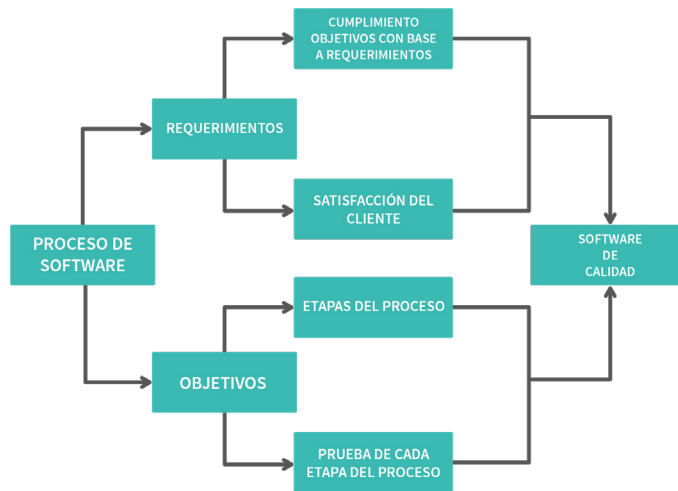 CUMPLIMIENTO
OBJETIVOS CON BASE
A REQUERIMIENTOS
REQUERIMIENTOS
SATISFACCIÓN DEL
CLIENTE
PROCESO DE
SOFTWARE
SOFTWARE
DE
CALIDAD
ETAPAS DEL PROCESO
OBJETIVOS
PRUEBA DE CADA
ETAPA DEL PROCESO